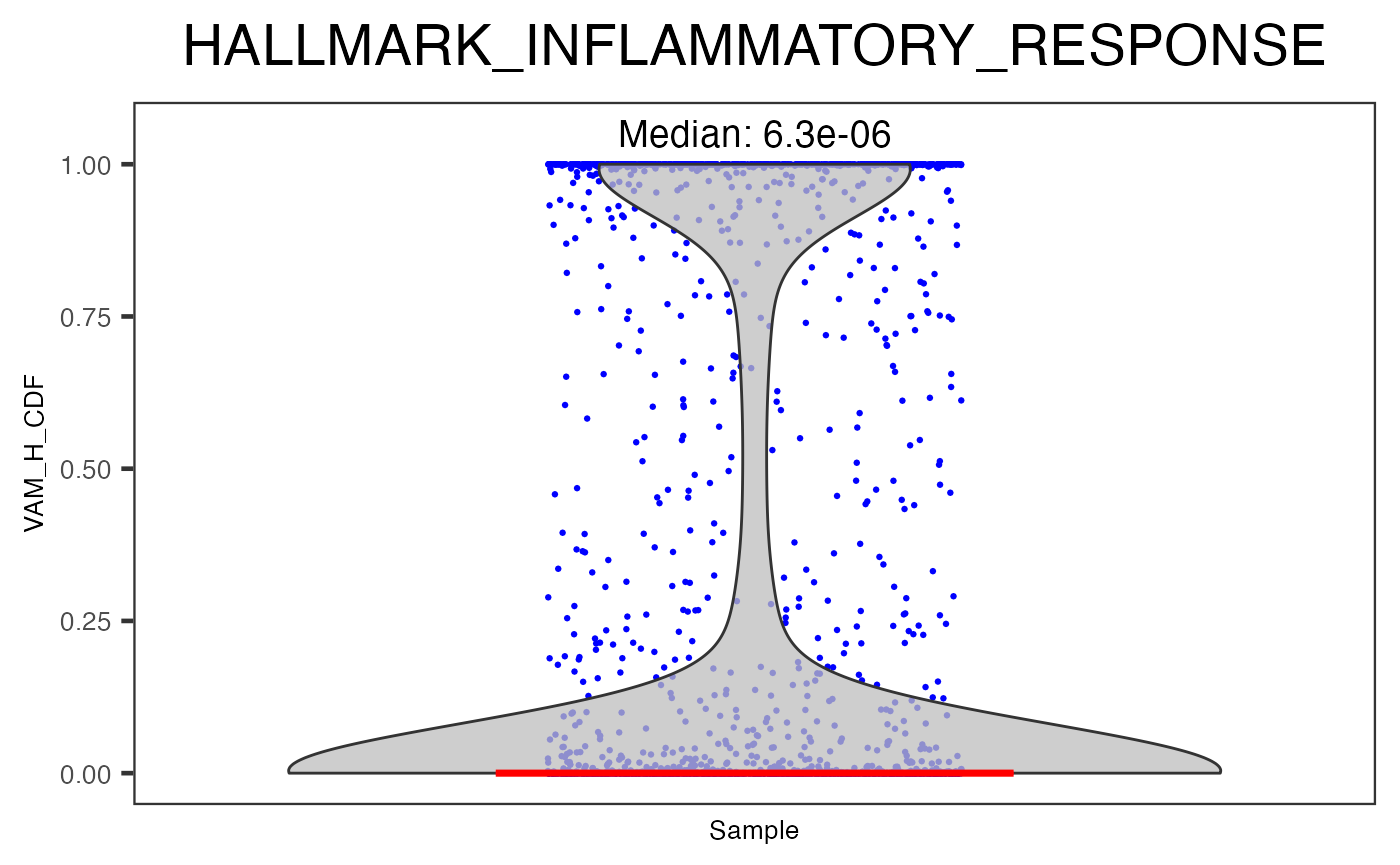 HALLMARK_INFLAMMATORY_RESPONSE
Median: 6.3e-06
1.00
0.75
0.50
0.25
0.00
VAM_H_CDF
Sample